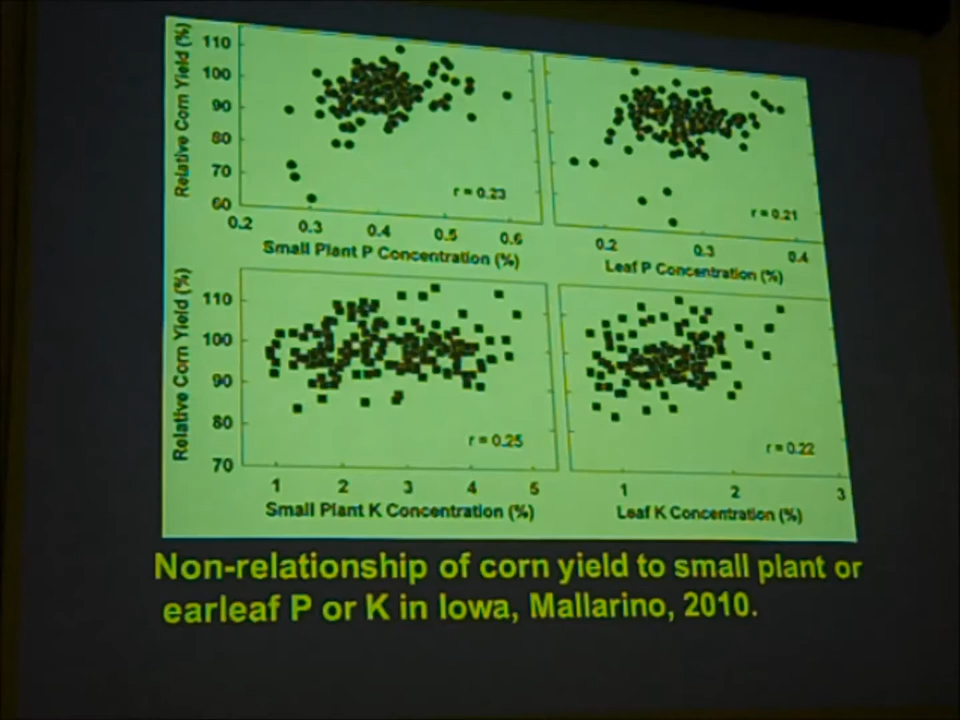 Relative Corn Yield (%)
110
100
90
80
70
60
r = 0.23
0.2 0.3 0.4 0.5 0.6
Small Plant P Concentration (%)
r = 0.21
0.2 0.3 0.4
Leaf P Concentration (%)
Relative Corn Yield (%)
110
100
90
80
70
r = 0.25
1 2 3 4 5
Small Plant K Concentration (%)
r = 0.22
1 2 3
Leaf K Concentration (%)
Non-relationship of corn yield to small plant or
earleaf P or K in Iowa, Mallarino, 2010.